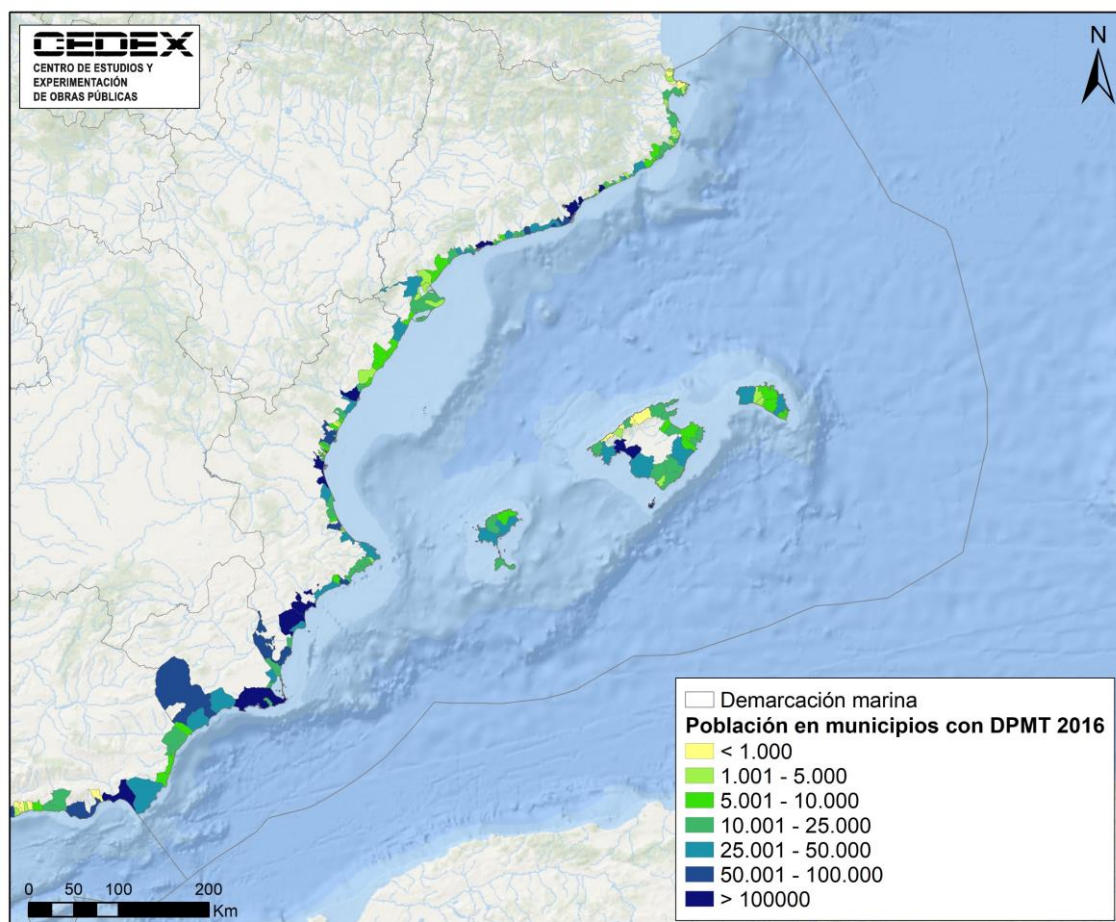 CEDEX
CENTRO DE ESTUDIOS Y
EXPERIMENTACIÓN
DE OBRAS PÚBLICAS
N
Demarcación marina
Población en municipios con DPMT 2016
< 1.000
1.001 - 5.000
5.001 - 10.000
10.001 - 25.000
25.001 - 50.000
50.001 - 100.000
> 100000
0 50 100 200
Km